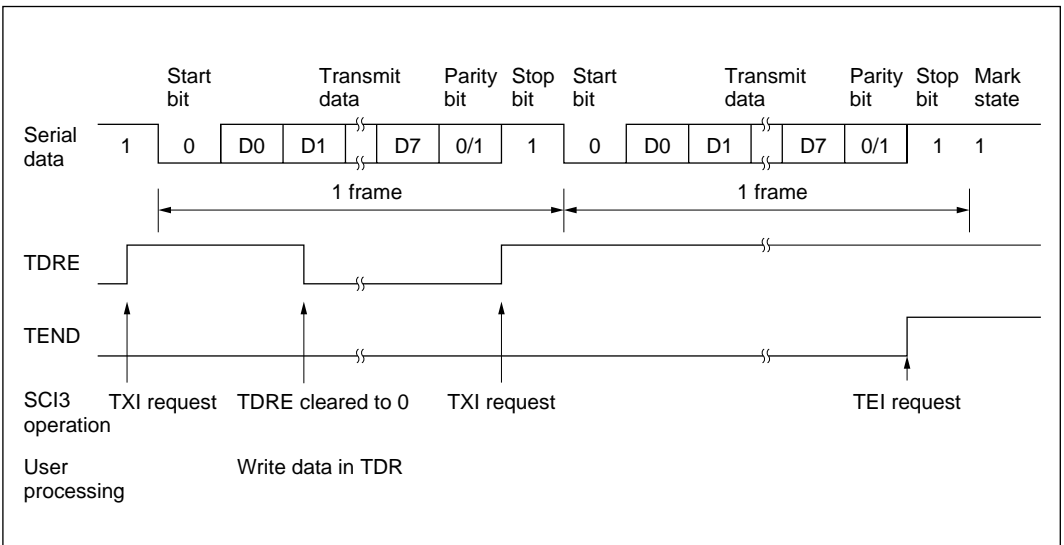 Start bit Transmit data Parity bit Stop bit Start bit Transmit data Parity bit Stop bit Mark state
Serial data 1 0 D0 D1 D7 0/1 1 0 D0 D1 D7 0/1 1 1
1 frame 1 frame
TDRE
TEND
SCI3 operation TXI request TDRE cleared to 0 TXI request TEI request
User processing Write data in TDR